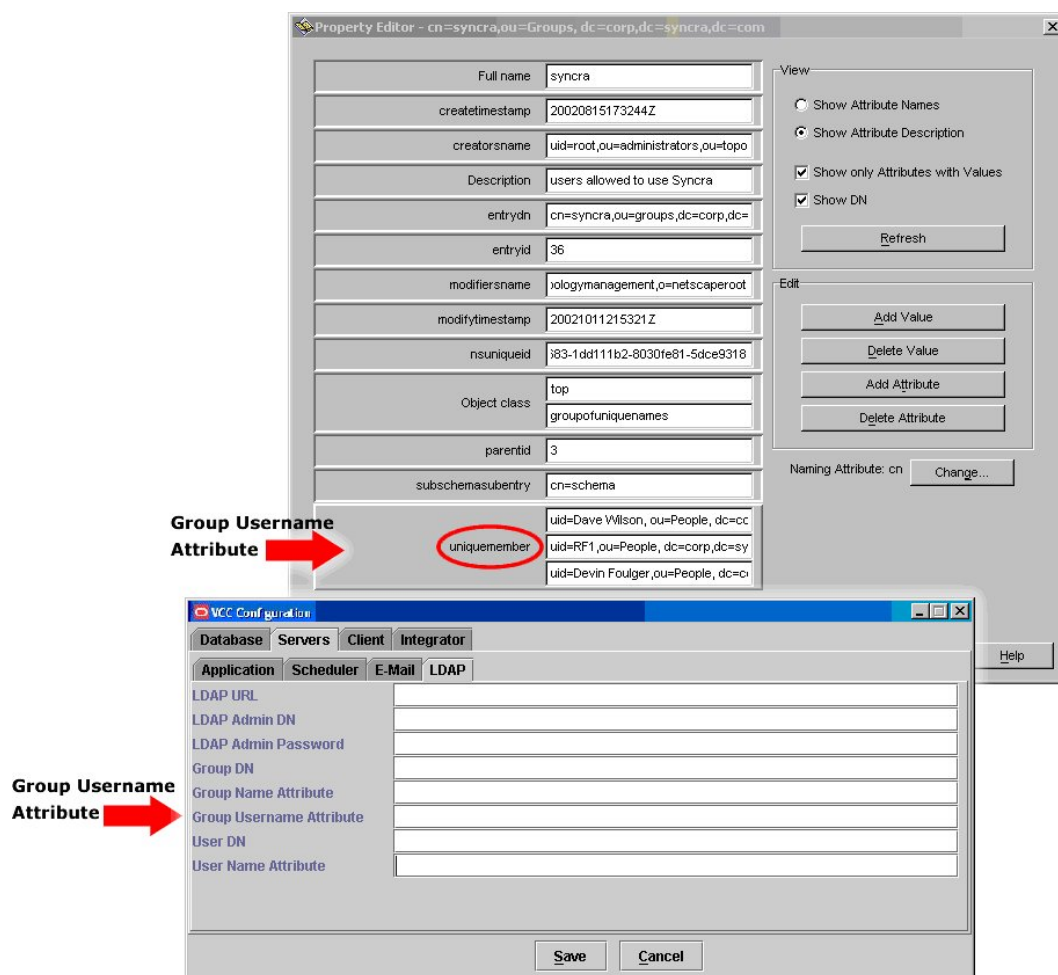 Property Editor - cn=syncra,ou=Groups, dc=corp,dc=syncra,dc=com
Full name syncra
createtimestamp 20020815173244Z
creatorsname uid=root,ou=administrators,ou=topo
Description users allowed to use Syncra
entrydn cn=syncra,ou=groups,dc=corp,dc=
entryid 36
modifiersname ologymanagement,o=netscaperoot
modifytimestamp 20021011215321Z
nsuniqueid 83-1dd111b2-8030fe81-5dce9318
Object class top
groupofuniquenames
parentid 3
subschemasubentry cn=schema
uniquemember uid=Dave Wilson, ou=People, dc=cc
uid=RF1,ou=People, dc=corp,dc=sy
uid=Devin Foulger,ou=People, dc=c
View
Show Attribute Names
Show Attribute Description
Show only Attributes with Values
Show DN
Refresh
Edit
Add Value
Delete Value
Add Attribute
Delete Attribute
Naming Attribute: cn Change...
Help
Group Username
Attribute
VCC Configuration
Database Servers Client Integrator
Application Scheduler E-Mail LDAP
LDAP URL
LDAP Admin DN
LDAP Admin Password
Group DN
Group Name Attribute
Group Username Attribute
User DN
User Name Attribute
Save Cancel
Group Username
Attribute